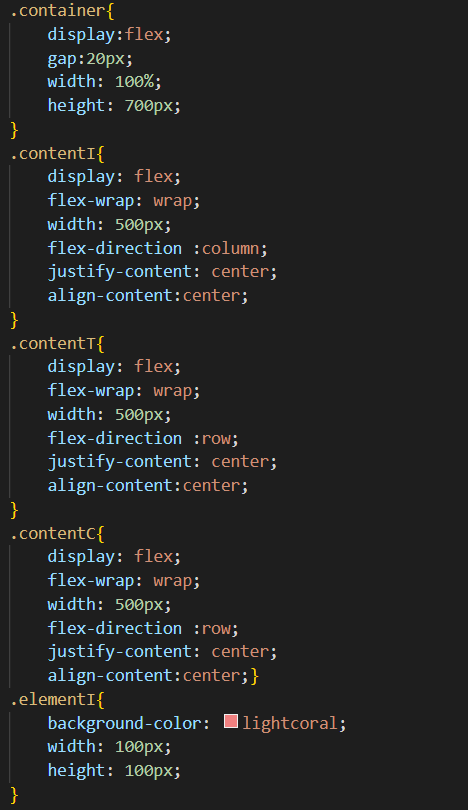 .container{
    display:flex;
    gap:20px;
    width: 100%;
    height: 700px;
}
.contentI{
    display: flex;
    flex-wrap: wrap;
    width: 500px;
    flex-direction :column;
    justify-content: center;
    align-content:center;
}
.contentT{
    display: flex;
    flex-wrap: wrap;
    width: 500px;
    flex-direction :row;
    justify-content: center;
    align-content:center;
}
.contentC{
    display: flex;
    flex-wrap: wrap;
    width: 500px;
    flex-direction :row;
    justify-content: center;
    align-content:center;}
.elementI{
    background-color: lightcoral;
    width: 100px;
    height: 100px;
}